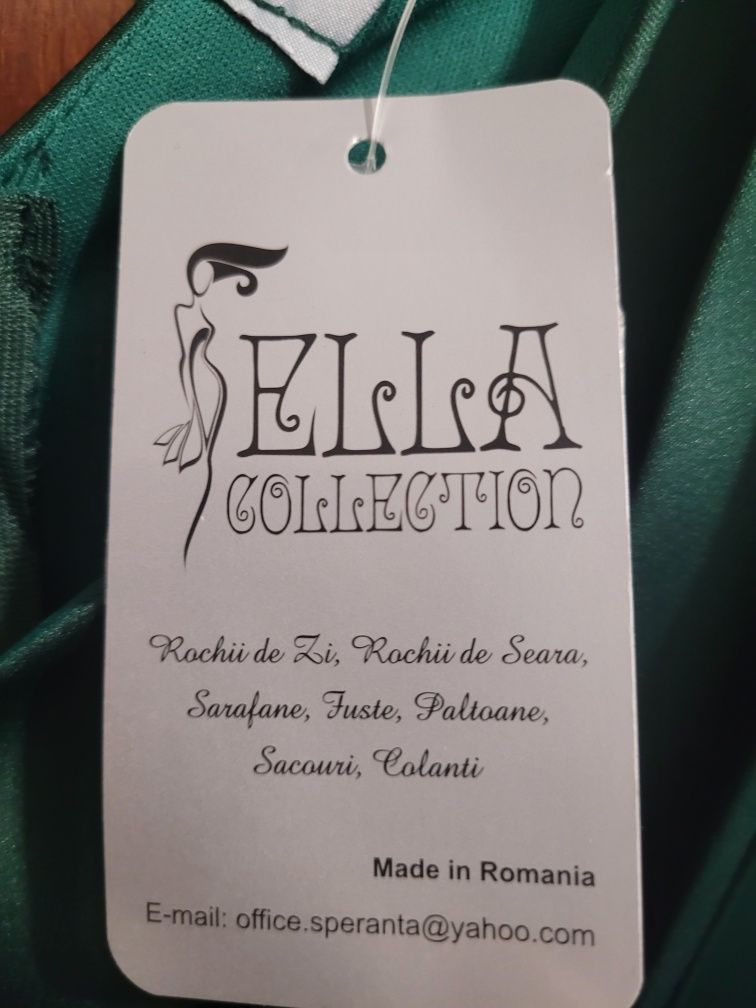 ELLA
COLLECTION
Rochii de Zi, Rochii de Seara,
Sarafane, Fuste, Paltoane,
Sacouri, Colanti
Made in Romania
E-mail: office.speranta@yahoo.com